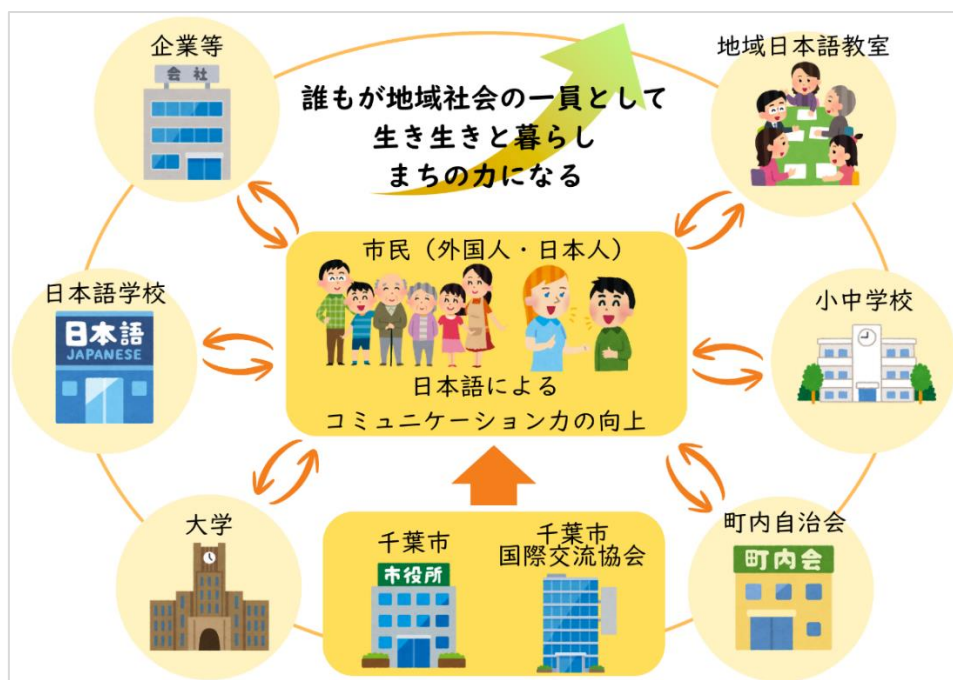 企業等
会社
地域日本語教室
誰もが地域社会の一員として
生き生きと暮らし
まちの力になる
市民（外国人・日本人）
日本語による
コミュニケーション力の向上
日本語学校
日本語
JAPANESE
小中学校
大学
千葉市
市役所
千葉市
国際交流協会
町内自治会
町内会